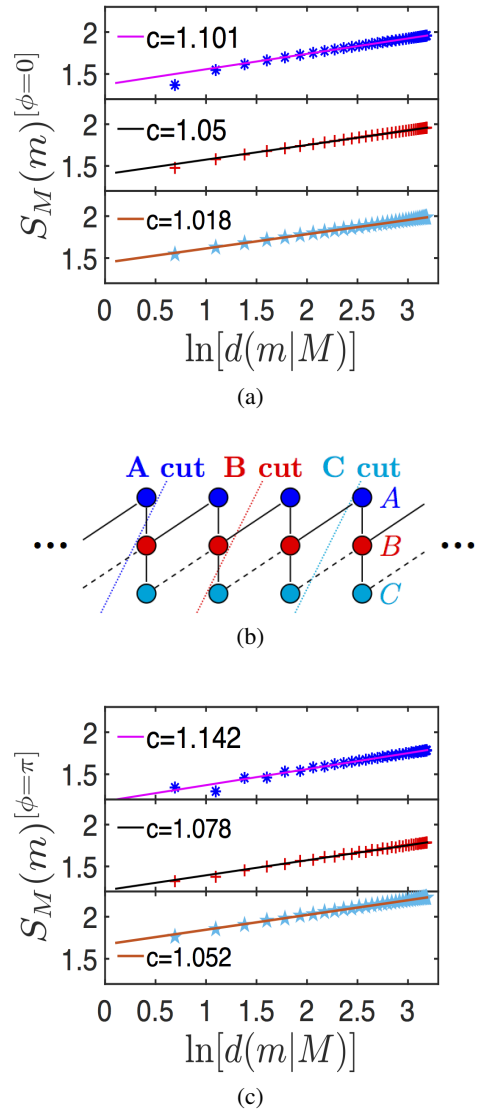 2
c=1.101
1.5
2
c=1.05
1.5
2
c=1.018
1.5
S_M(m)^{[ϕ=0]}
0 0.5 1 1.5 2 2.5 3
ln[d(m|M)]
(a)
A cut B cut C cut
A
... B ...
C
(b)
2
c=1.142
1.5
2
c=1.078
1.5
2
c=1.052
1.5
S_M(m)^{[ϕ=π]}
0 0.5 1 1.5 2 2.5 3
ln[d(m|M)]
(c)